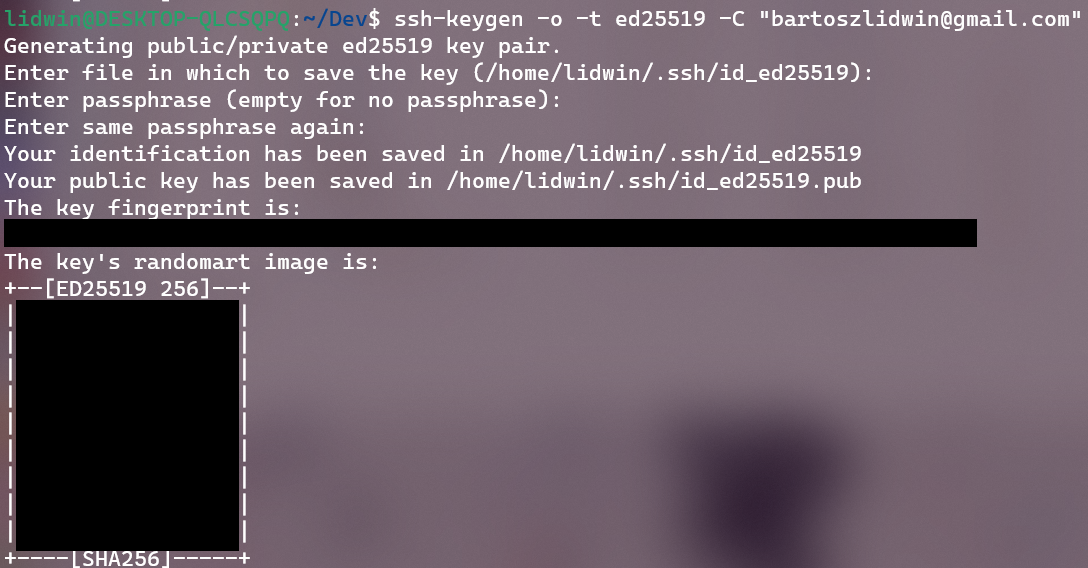 lidwin@DESKTOP-QLCSQPQ:~/Dev$ ssh-keygen -o -t ed25519 -C "bartoszlidwin@gmail.com"
Generating public/private ed25519 key pair.
Enter file in which to save the key (/home/lidwin/.ssh/id_ed25519):
Enter passphrase (empty for no passphrase):
Enter same passphrase again:
Your identification has been saved in /home/lidwin/.ssh/id_ed25519
Your public key has been saved in /home/lidwin/.ssh/id_ed25519.pub
The key fingerprint is:
The key's randomart image is:
+--[ED25519 256]--+
| |
| |
| |
| |
| |
| |
| |
| |
| |
+----[SHA256]-----+